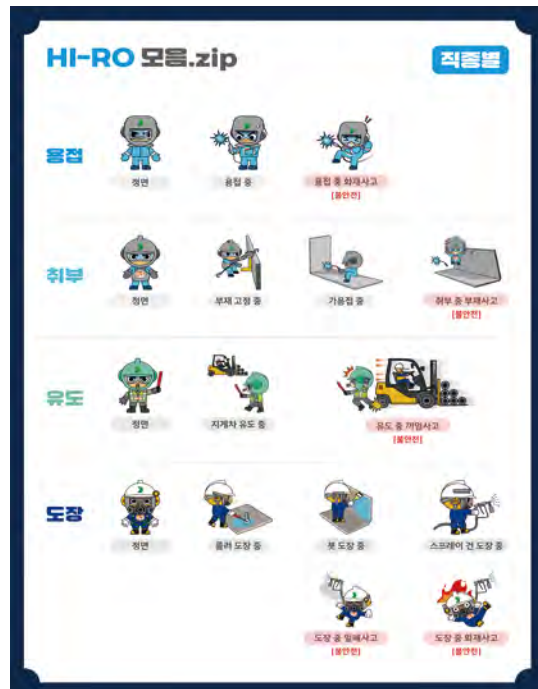 HI-RO 모음.zip
직종별
용접
정면
용접 중
용접 중 화재사고
[불안전]
취부
정면
부재 고정 중
가용접 중
취부 중 부재사고
[불안전]
유도
정면
지게차 유도 중
유도 중 끼임사고
[불안전]
도장
정면
롤러 도장 중
붓 도장 중
스프레이 건 도장 중
도장 중 밀폐사고
[불안전]
도장 중 화재사고
[불안전]